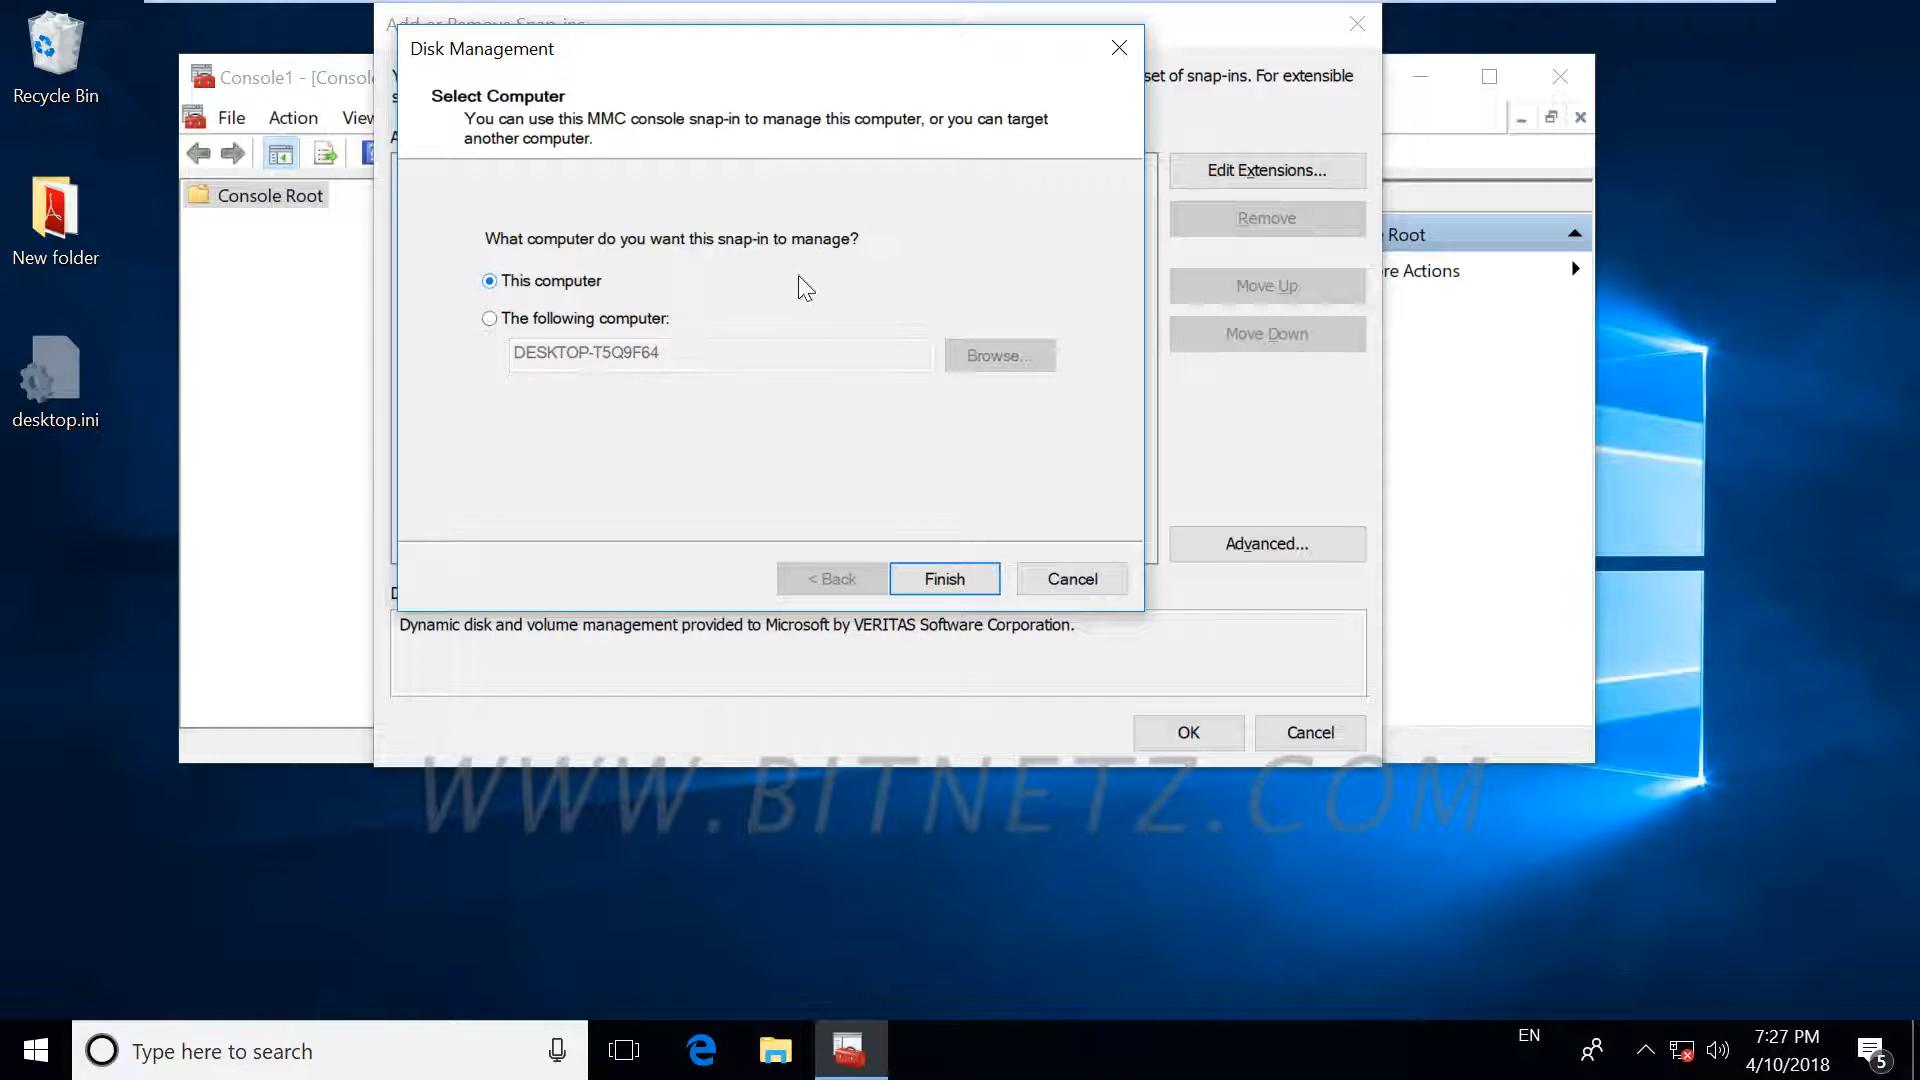 Recycle Bin
New folder
desktop.ini
Console1 - [Conso
File Action View
Console Root
Add or Remove Snap-ins
set of snap-ins. For extensible
Disk Management
Select Computer
You can use this MMC console snap-in to manage this computer, or you can target
another computer.
What computer do you want this snap-in to manage?
This computer
The following computer:
DESKTOP-T5Q9F64
Browse...
< Back
Finish
Cancel
Edit Extensions...
Remove
Move Up
Move Down
Advanced...
Root
re Actions
Dynamic disk and volume management provided to Microsoft by VERITAS Software Corporation.
OK
Cancel
WWW.BITNETZ.COM
Type here to search
EN
7:27 PM
4/10/2018
5